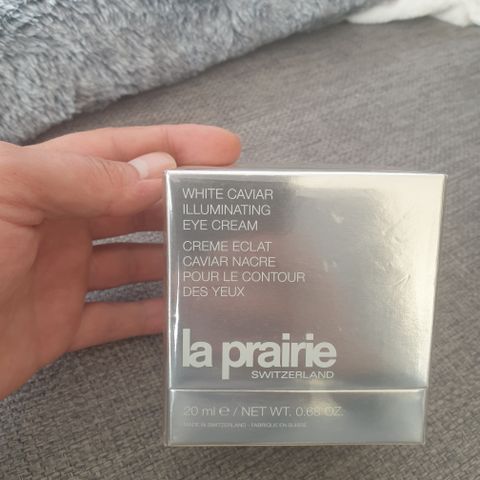 WHITE CAVIAR
ILLUMINATING
EYE CREAM
CREME ECLAT
CAVIAR NACRE
POUR LE CONTOUR
DES YEUX
la prairie
SWITZERLAND
20 ml ℮ / NET WT. 0.68 OZ.
MADE IN SWITZERLAND - FABRIQUE EN SUISSE